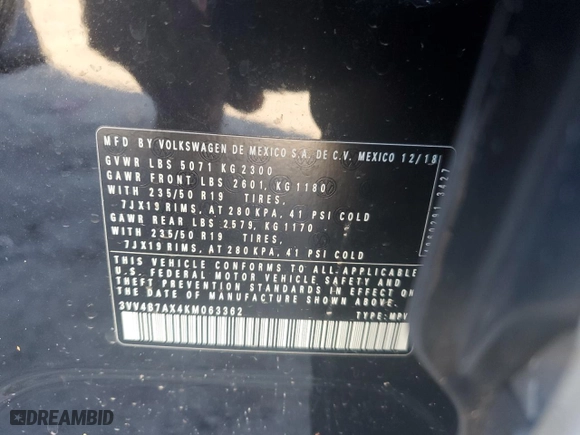 MFD BY VOLKSWAGEN DE MEXICO S.A. DE C.V. MEXICO 12/18
GVWR LBS 5071 KG 2300
GAWR FRONT LBS 2601, KG 1180
WITH 235/50 R19 TIRES.
7JX19 RIMS, AT 280 KPA, 41 PSI COLD
GAWR REAR LBS 2579, KG 1170
WITH 235/50 R19 TIRES,
7JX19 RIMS, AT 280 KPA, 41 PSI COLD
THIS VEHICLE CONFORMS TO ALL APPLICABLE
U.S. FEDERAL MOTOR VEHICLE SAFETY AND
THEFT PREVENTION STANDARDS IN EFFECT ON THE
DATE OF MANUFACTURE SHOWN ABOVE.
3VV4B7AX4KM063362
TYPE: MPV
3427
DREAMBID